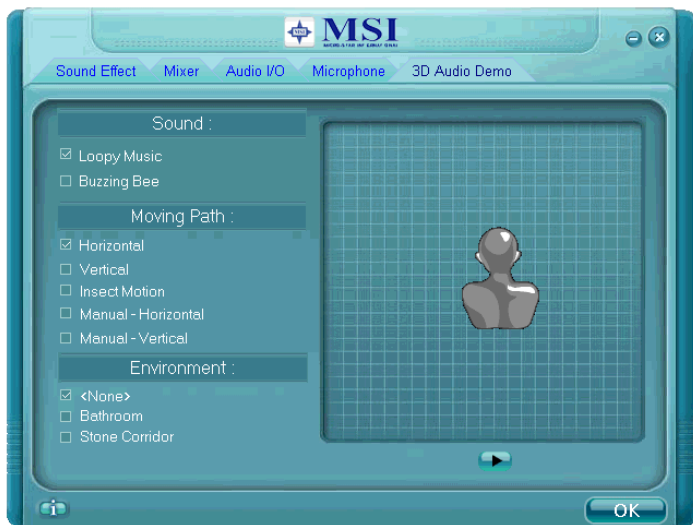 MSI
Sound Effect Mixer Audio I/O Microphone 3D Audio Demo
Sound :
Loopy Music
Buzzing Bee
Moving Path :
Horizontal
Vertical
Insect Motion
Manual - Horizontal
Manual - Vertical
Environment :
<None>
Bathroom
Stone Corridor
i
OK